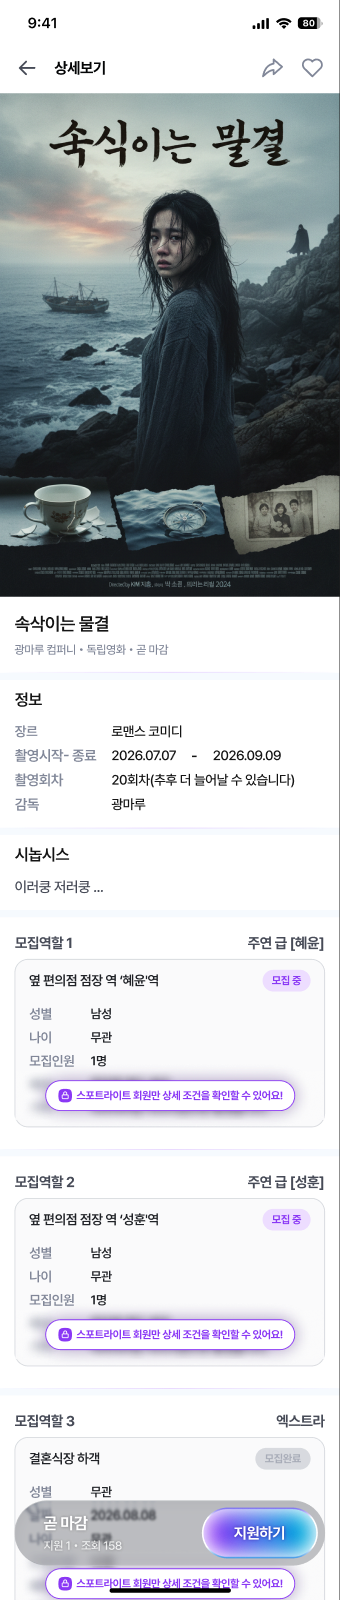 9:41
80
상세보기
속식이는 말결
Directed by KIM
2024
속삭이는 물결
광마루 컴퍼니 • 독립영화 • 곧 마감
정보
장르 로맨스 코미디
촬영시작- 종료 2026.07.07 - 2026.09.09
촬영회차 20회차(추후 더 늘어날 수 있습니다)
감독 광마루
시놉시스
이러쿵 저러쿵 ...
모집역할 1 주연 급 [혜윤]
옆 편의점 점장 역 '혜윤'역 모집 중
성별 남성
나이 무관
모집인원 1명
스포트라이트 회원만 상세 조건을 확인할 수 있어요!
모집역할 2 주연 급 [성훈]
옆 편의점 점장 역 '성훈'역 모집 중
성별 남성
나이 무관
모집인원 1명
스포트라이트 회원만 상세 조건을 확인할 수 있어요!
모집역할 3 엑스트라
결혼식장 하객 모집완료
성별 무관
2026.08.08
곧 마감
지원 1 • 조회 158
지원하기
스포트라이트 회원만 상세 조건을 확인할 수 있어요!